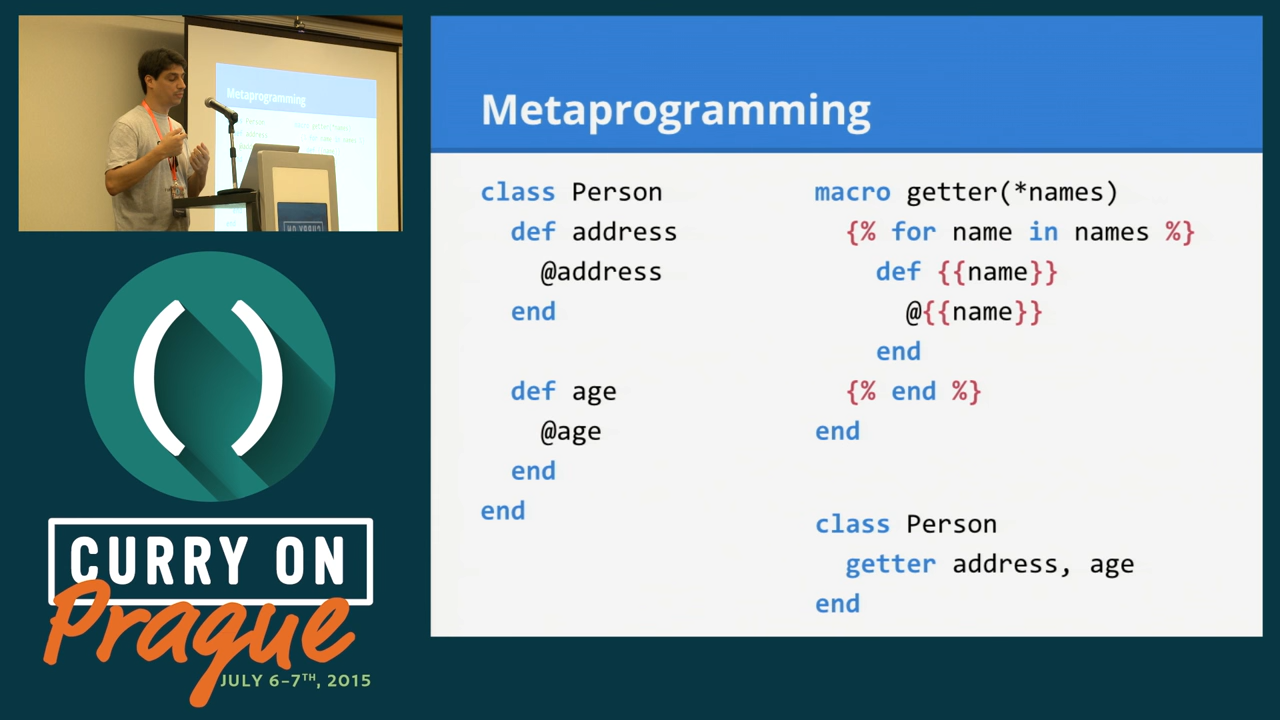 Metaprogramming
class Person
  def address
    @address
  end

  def age
    @age
  end
end
macro getter(*names)
  {% for name in names %}
    def {{name}}
      @{{name}}
    end
  {% end %}
end

class Person
  getter address, age
end
Metaprogramming
()
CURRY ON
Prague
JULY 6-7TH, 2015